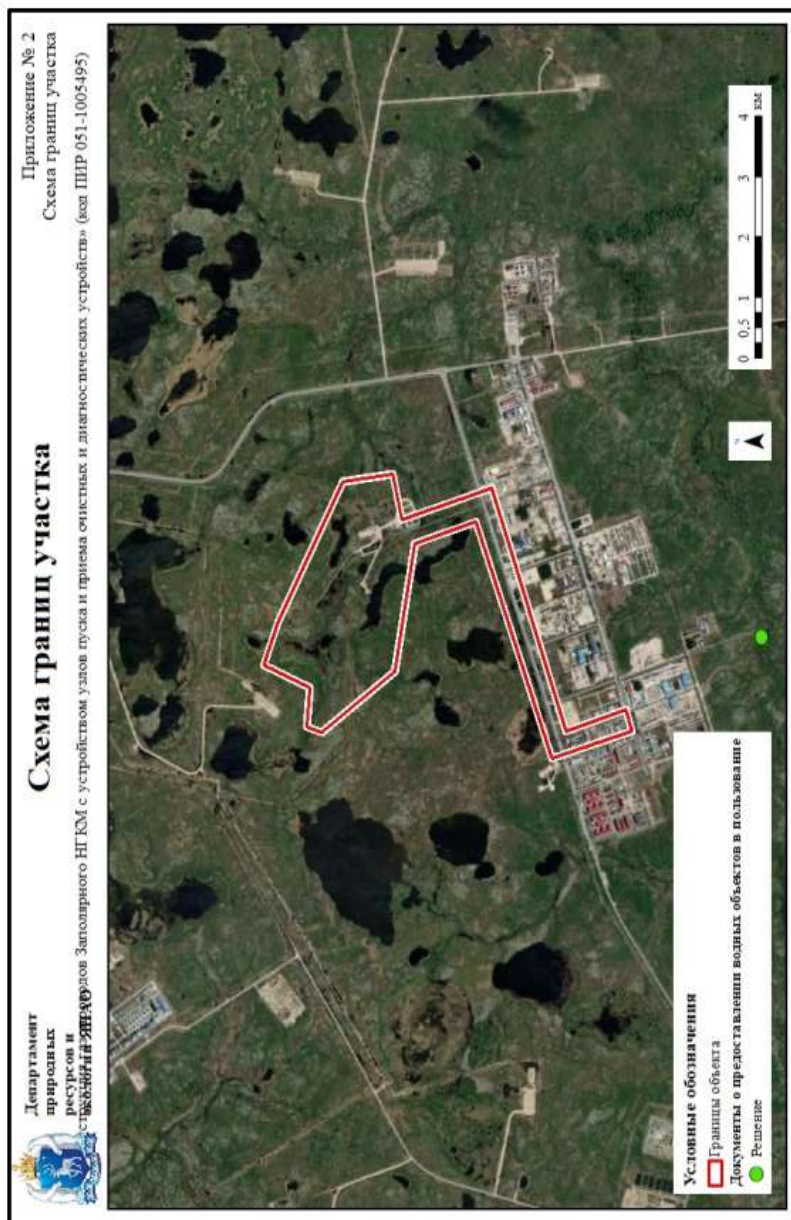 Приложение № 2
Схема границ участка
Схема границ участка
Департамент
природных
ресурсов и
экологии ЯНАО
газопроводов Заполярного НГКМ с устройством узлов пуска и приема очистных и диагностических устройств» (код ПИР 051-1005495)
Условные обозначения
Границы объекта
Документы о предоставлении водных объектов в пользование
Решение
0 0,5 1 2 3 4
км
N